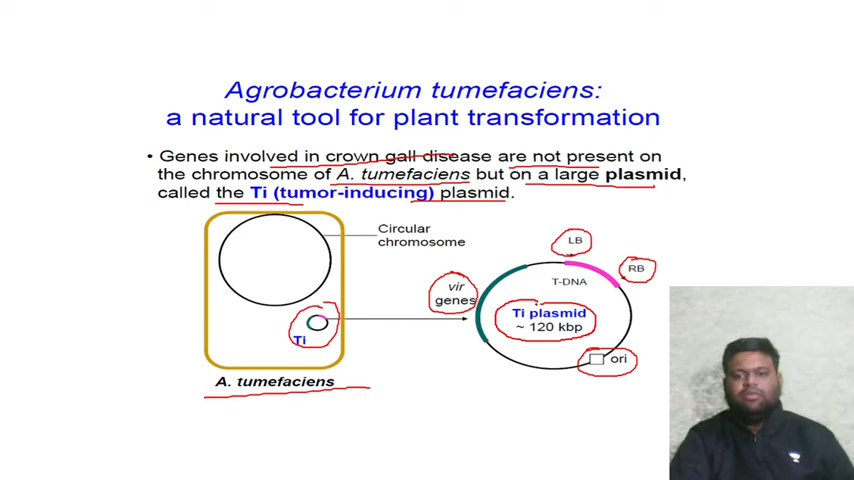 Agrobacterium tumefaciens:
a natural tool for plant transformation
• Genes involved in crown gall disease are not present on
the chromosome of A. tumefaciens but on a large plasmid,
called the Ti (tumor-inducing) plasmid.
Circular
chromosome
LB
RB
T-DNA
vir
genes
Ti plasmid
~ 120 kbp
Ti
ori
A. tumefaciens